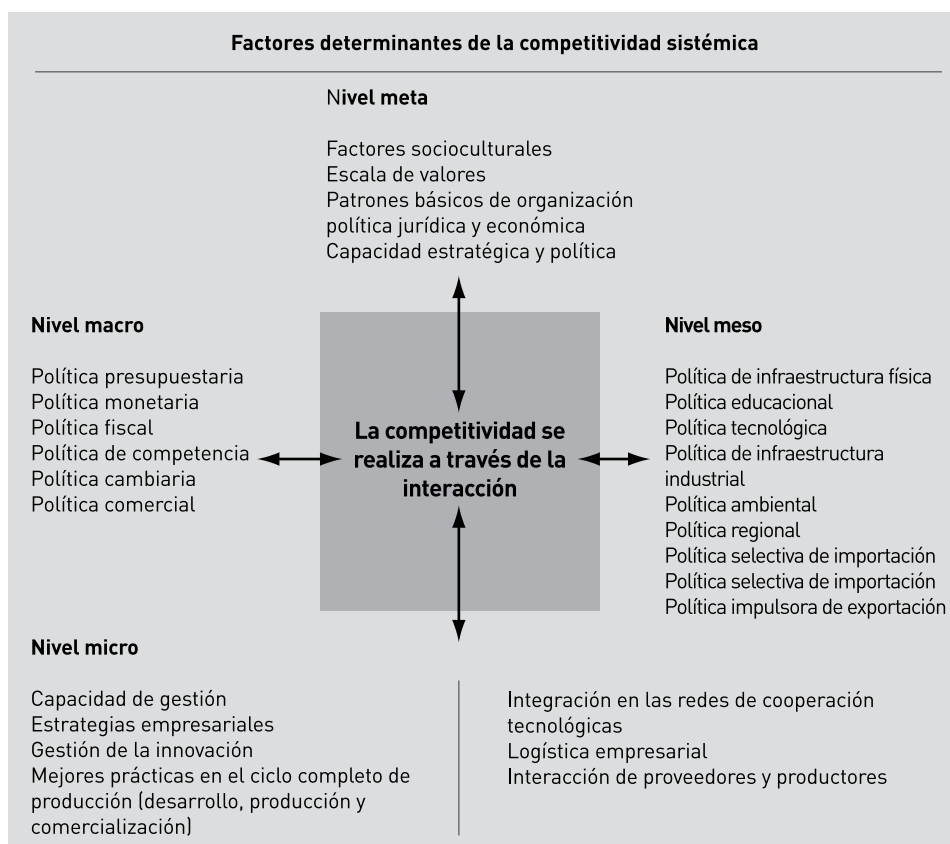 Factores determinantes de la competitividad sistémica
Nivel meta
Factores socioculturales
Escala de valores
Patrones básicos de organización
política jurídica y económica
Capacidad estratégica y política
Nivel macro
Política presupuestaria
Política monetaria
Política fiscal
Política de competencia
Política cambiaria
Política comercial
La competitividad se
realiza a través de la
interacción
Nivel meso
Política de infraestructura física
Política educacional
Política tecnológica
Política de infraestructura
industrial
Política ambiental
Política regional
Política selectiva de importación
Política selectiva de importación
Política impulsora de exportación
Nivel micro
Capacidad de gestión
Estrategias empresariales
Gestión de la innovación
Mejores prácticas en el ciclo completo de
producción (desarrollo, producción y
comercialización)
Integración en las redes de cooperación
tecnológicas
Logística empresarial
Interacción de proveedores y productores